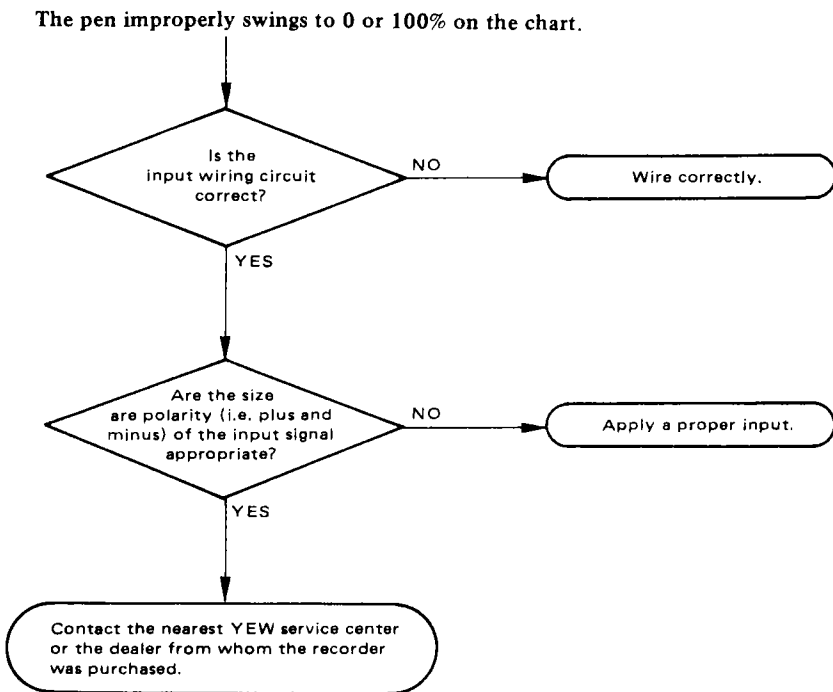 The pen improperly swings to 0 or 100% on the chart.
Is the
input wiring circuit
correct?
NO
Wire correctly.
YES
Are the size
are polarity (i.e. plus and
minus) of the input signal
appropriate?
NO
Apply a proper input.
YES
Contact the nearest YEW service center
or the dealer from whom the recorder
was purchased.